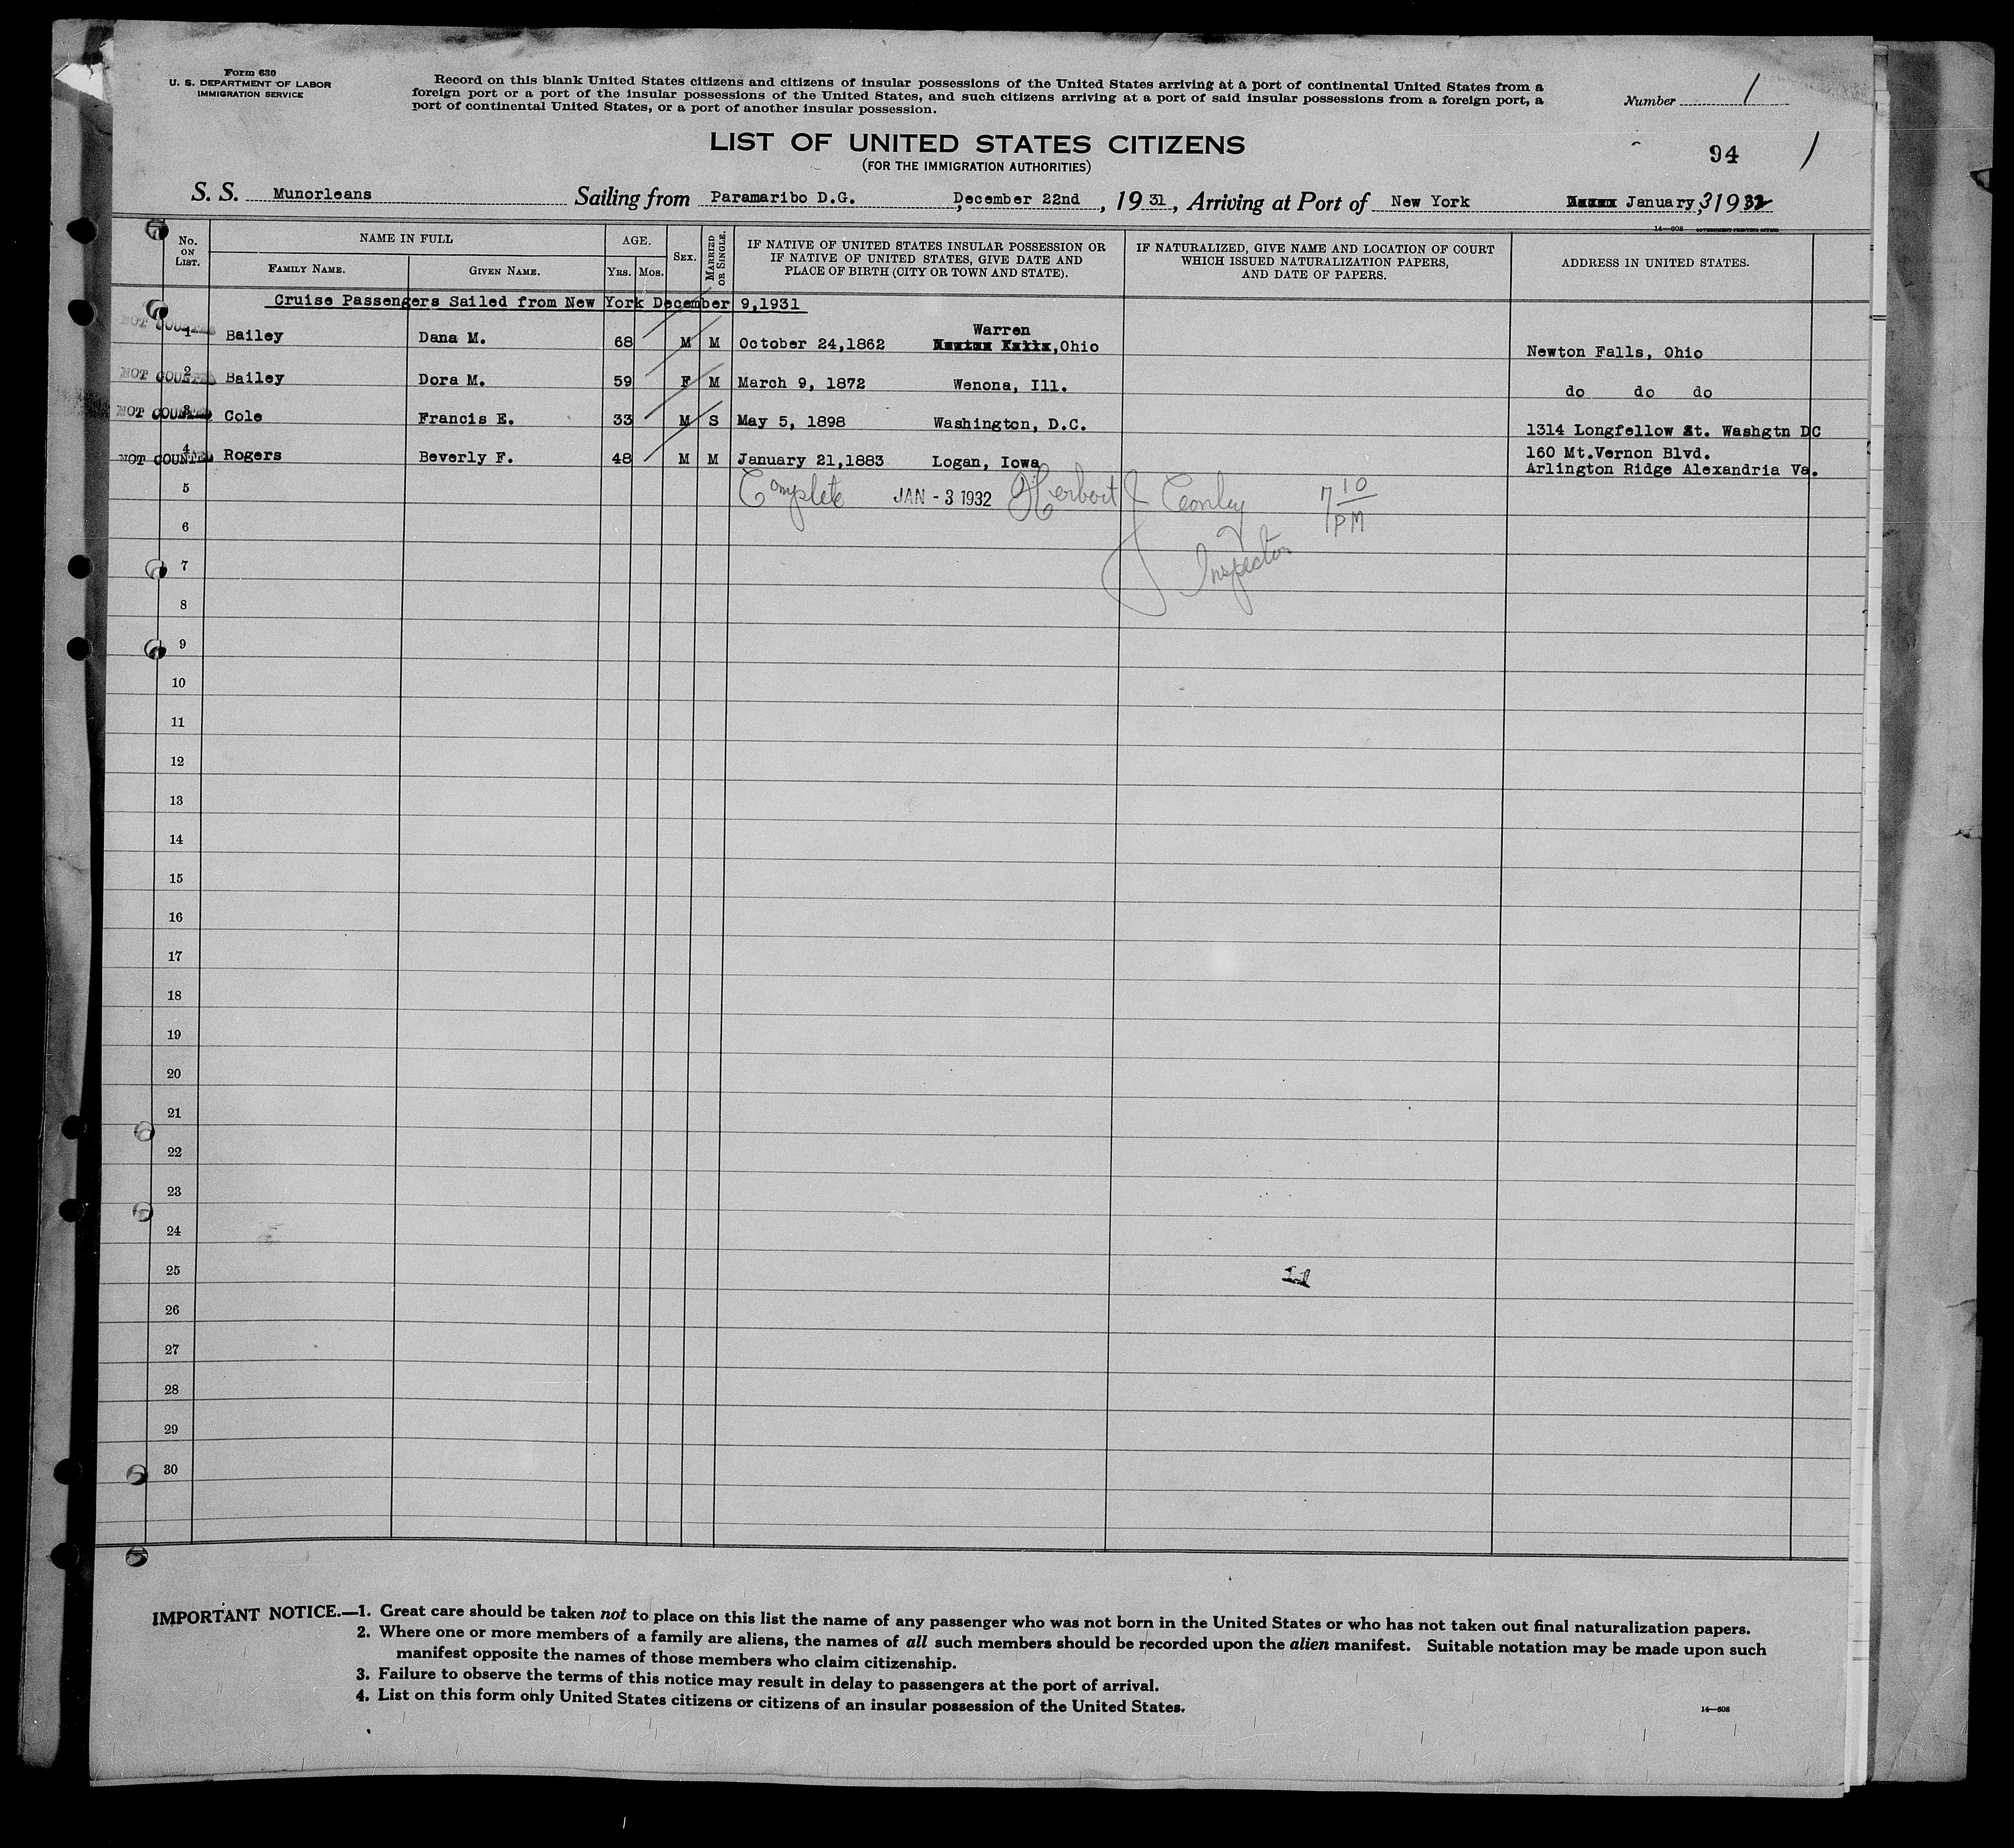 Form 630
U. S. DEPARTMENT OF LABOR
IMMIGRATION SERVICE
Record on this blank United States citizens and citizens of insular possessions of the United States arriving at a port of continental United States from a
foreign port or a port of the insular possessions of the United States, and such citizens arriving at a port of said insular possessions from a foreign port, a
port of continental United States, or a port of another insular possession.
Number 1
LIST OF UNITED STATES CITIZENS
(FOR THE IMMIGRATION AUTHORITIES)
94 /
S. S. Munorleans Sailing from Paramaribo D.G. December 22nd, 1931, Arriving at Port of New York January, 3 1932
14—608 GOVERNMENT PRINTING OFFICE
No. ON LIST.
NAME IN FULL
FAMILY NAME.
GIVEN NAME.
AGE.
YRS. MOS.
SEX.
MARRIED OR SINGLE.
IF NATIVE OF UNITED STATES INSULAR POSSESSION OR
IF NATIVE OF UNITED STATES, GIVE DATE AND
PLACE OF BIRTH (CITY OR TOWN AND STATE).
IF NATURALIZED, GIVE NAME AND LOCATION OF COURT
WHICH ISSUED NATURALIZATION PAPERS,
AND DATE OF PAPERS.
ADDRESS IN UNITED STATES.
Cruise Passengers Sailed from New York December 9,1931
NOT COUNTED 1 Bailey Dana M. 68 M M October 24,1862 Warren ,Ohio Newton Falls, Ohio
NOT COUNTED 2 Bailey Dora M. 59 F M March 9, 1872 Wenona, Ill. do do do
NOT COUNTED 3 Cole Francis E. 33 M S May 5, 1898 Washington, D.C. 1314 Longfellow St. Washgtn DC
NOT COUNTED 4 Rogers Beverly F. 48 M M January 21,1883 Logan, Iowa 160 Mt.Vernon Blvd.
Arlington Ridge Alexandria Va.
5 Complete JAN - 3 1932 Herbert J Conley 7 10 PM
Inspector
6
7
8
9
10
11
12
13
14
15
16
17
18
19
20
21
22
23
24
25
26
27
28
29
30
IMPORTANT NOTICE.—1. Great care should be taken not to place on this list the name of any passenger who was not born in the United States or who has not taken out final naturalization papers.
2. Where one or more members of a family are aliens, the names of all such members should be recorded upon the alien manifest. Suitable notation may be made upon such
manifest opposite the names of those members who claim citizenship.
3. Failure to observe the terms of this notice may result in delay to passengers at the port of arrival.
4. List on this form only United States citizens or citizens of an insular possession of the United States.
14—608